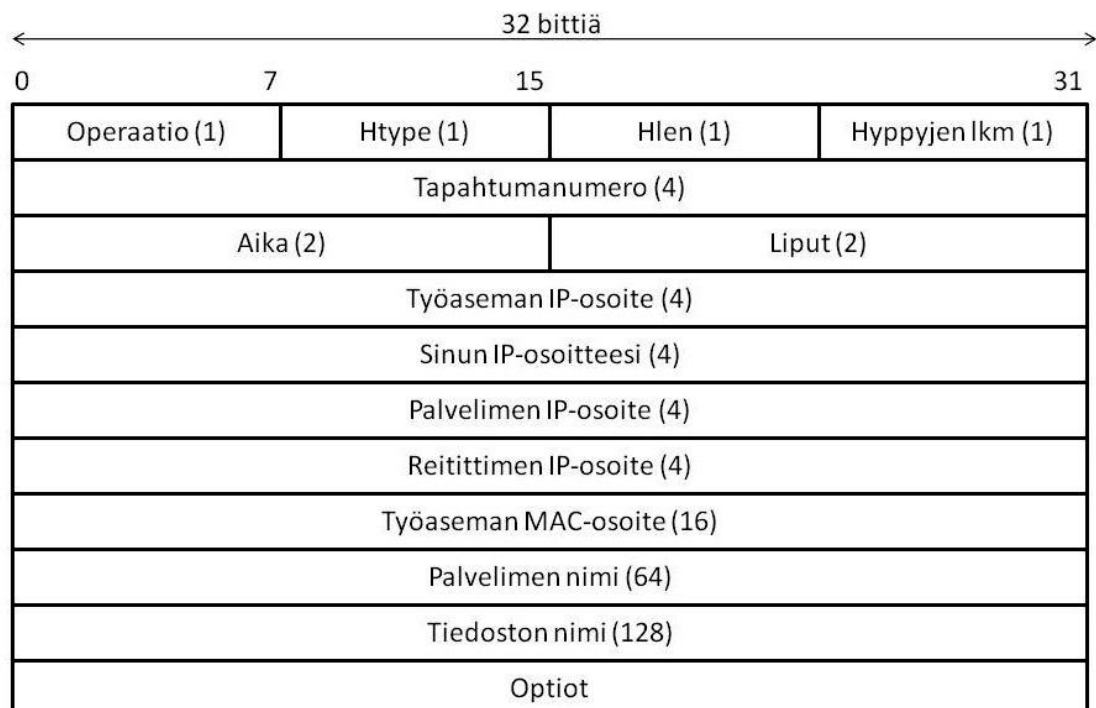 32 bittiä
0 7 15 31
Operaatio (1) Htype (1) Hlen (1) Hyppyjen lkm (1)
Tapahtumanumero (4)
Aika (2) Liput (2)
Työaseman IP-osoite (4)
Sinun IP-osoitteesi (4)
Palvelimen IP-osoite (4)
Reitittimen IP-osoite (4)
Työaseman MAC-osoite (16)
Palvelimen nimi (64)
Tiedoston nimi (128)
Optiot